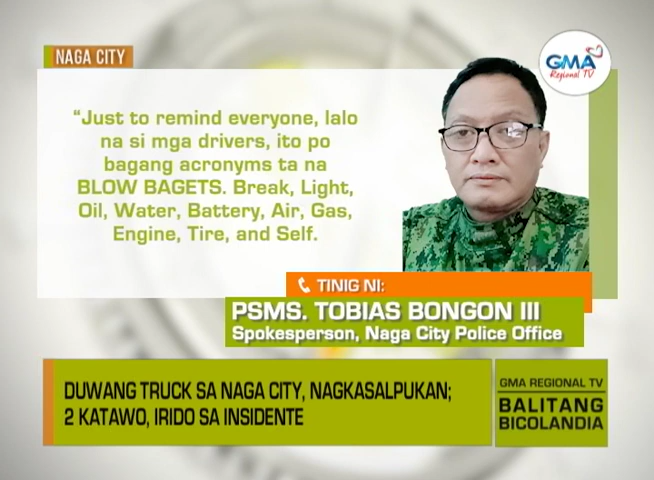 NAGA CITY
GMA
Regional TV
“Just to remind everyone, lalo
na si mga drivers, ito po
bagang acronyms ta na
BLOW BAGETS. Break, Light,
Oil, Water, Battery, Air, Gas,
Engine, Tire, and Self.
TINIG NI:
PSMS. TOBIAS BONGON III
Spokesperson, Naga City Police Office
DUWANG TRUCK SA NAGA CITY, NAGKASALPUKAN;
2 KATAWO, IRIDO SA INSIDENTE
GMA REGIONAL TV
BALITANG
BICOLANDIA